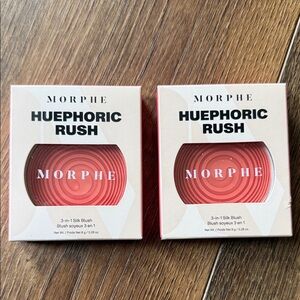 MORPHE
HUEPHORIC
RUSH
MORPHE
3-in-1 Silk Blush
Blush soyeux 3 en 1
MORPHE
HUEPHORIC
RUSH
MORPHE
3-in-1 Silk Blush
Blush soyeux 3 en 1